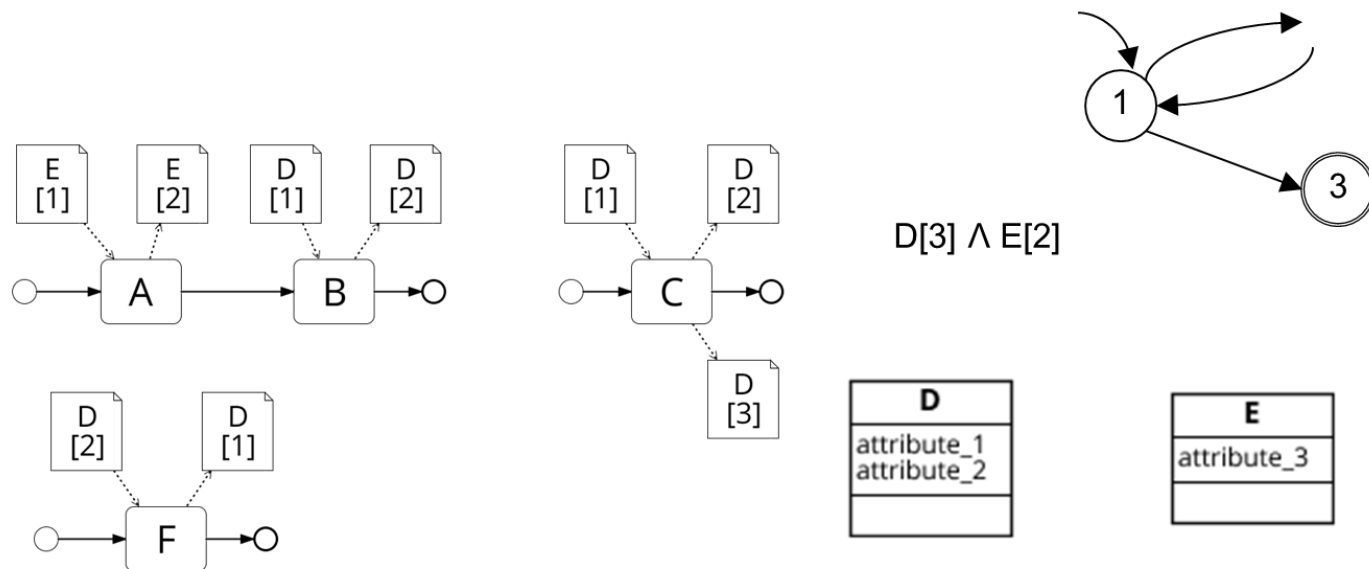 1
3
E
[1]
E
[2]
D
[1]
D
[2]
D
[1]
D
[2]
D[3] ∧ E[2]
A
B
C
D
[3]
D
[2]
D
[1]
F
D
attribute_1
attribute_2
E
attribute_3